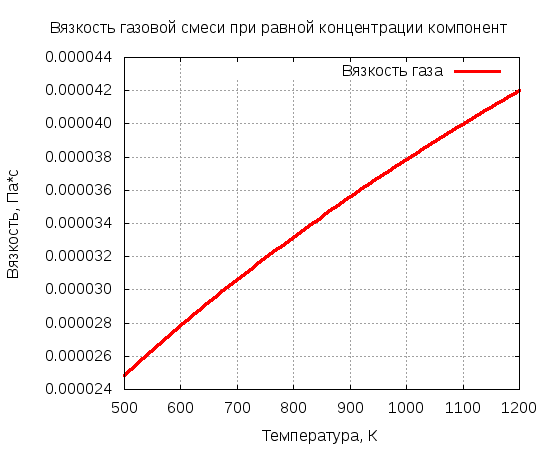 Вязкость газовой смеси при равной концентрации компонент
Вязкость газа
Вязкость, Па*с
0.000044
0.000042
0.000040
0.000038
0.000036
0.000034
0.000032
0.000030
0.000028
0.000026
0.000024
500 600 700 800 900 1000 1100 1200
Температура, К